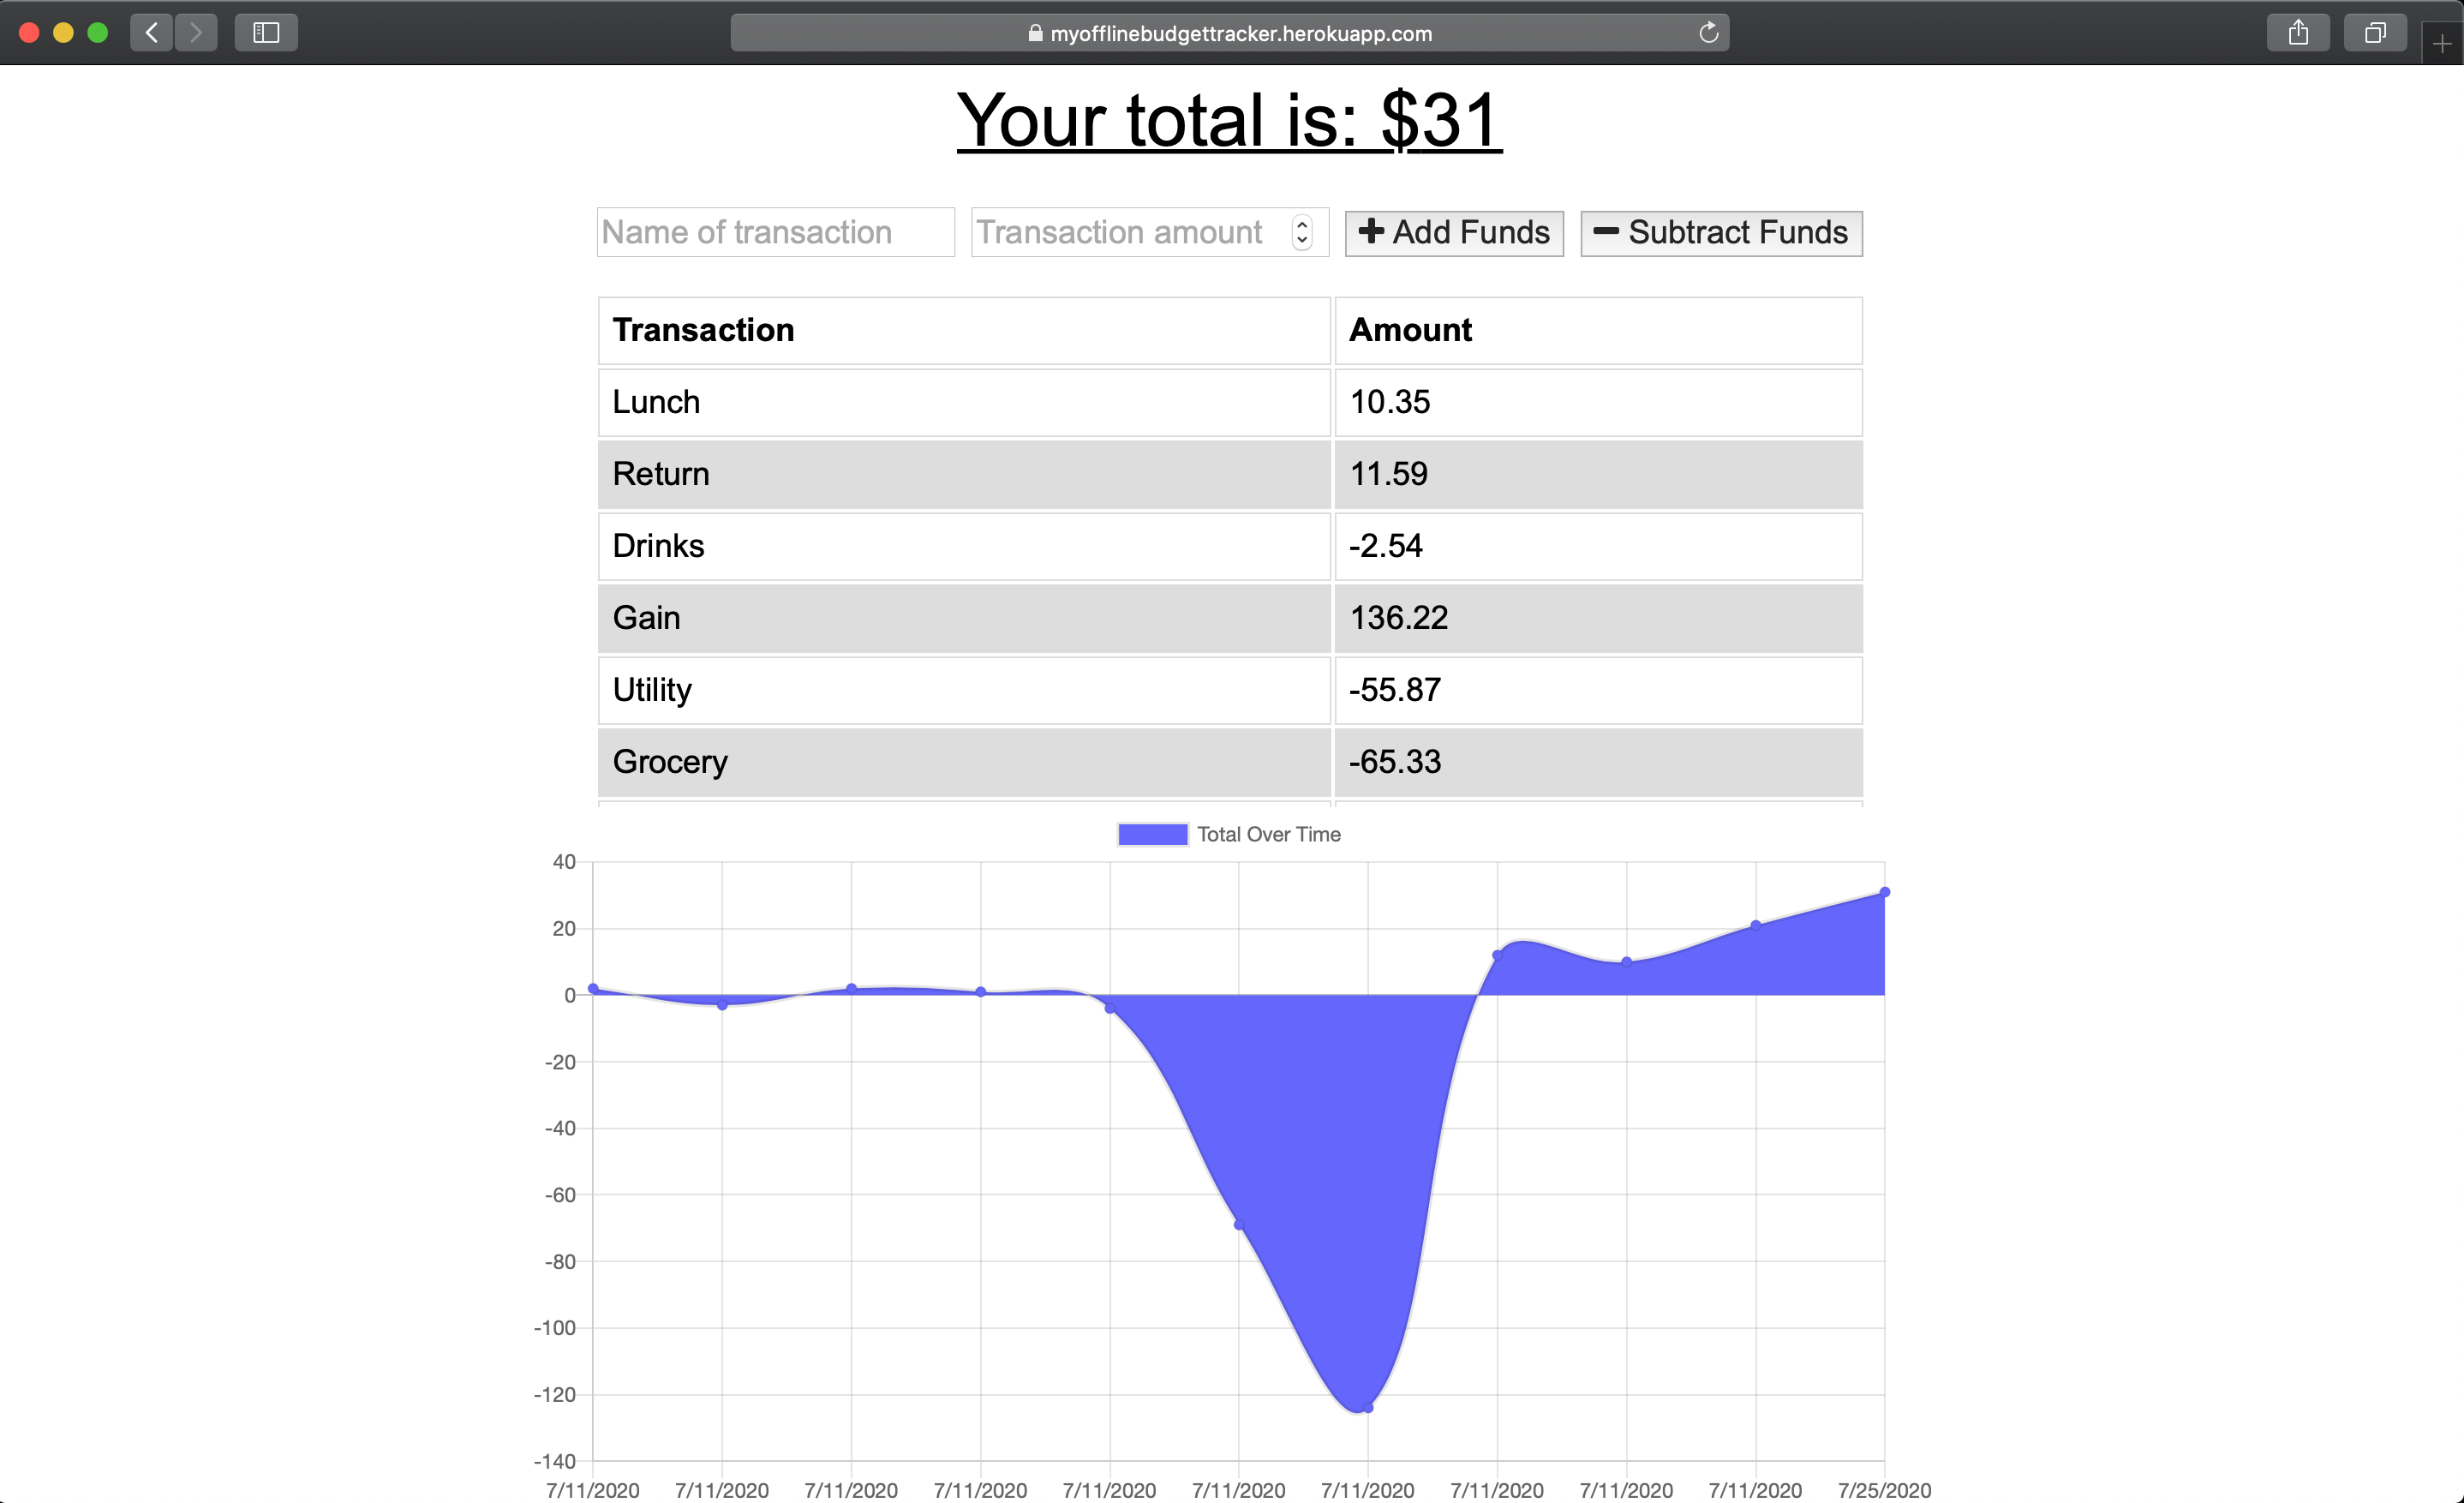 myofflinebudgettracker.herokuapp.com
Your total is: $31
Name of transaction Transaction amount Add Funds Subtract Funds
Transaction Amount
Lunch 10.35
Return 11.59
Drinks -2.54
Gain 136.22
Utility -55.87
Grocery -65.33
Total Over Time
40
20
0
-20
-40
-60
-80
-100
-120
-140
7/11/2020 7/11/2020 7/11/2020 7/11/2020 7/11/2020 7/11/2020 7/11/2020 7/11/2020 7/11/2020 7/11/2020 7/25/2020